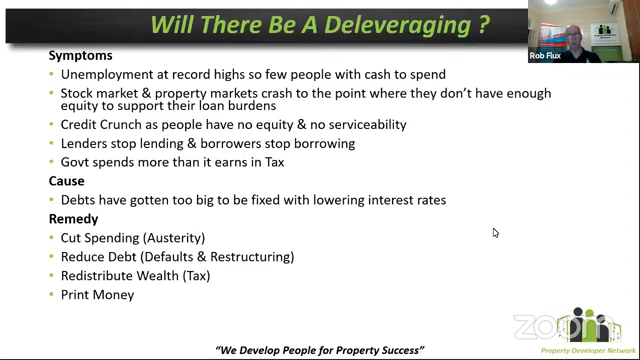 Will There Be A Deleveraging ?
Rob Flux
Symptoms
• Unemployment at record highs so few people with cash to spend
• Stock market & property markets crash to the point where they don't have enough
equity to support their loan burdens
• Credit Crunch as people have no equity & no serviceability
• Lenders stop lending & borrowers stop borrowing
• Govt spends more than it earns in Tax
Cause
• Debts have gotten too big to be fixed with lowering interest rates
Remedy
• Cut Spending (Austerity)
• Reduce Debt (Defaults & Restructuring)
• Redistribute Wealth (Tax)
• Print Money
zoom
Property Developer Network
"We Develop People for Property Success"